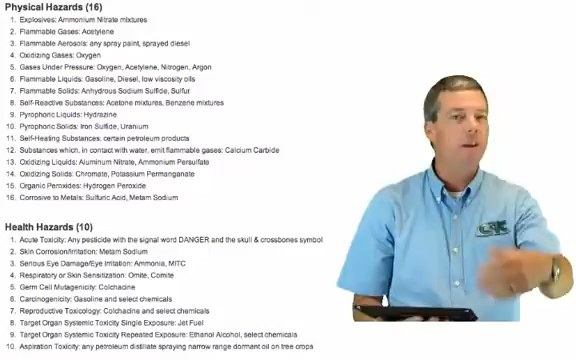 Physical Hazards (16)
1. Explosives: Ammonium Nitrate mixtures
2. Flammable Gases: Acetylene
3. Flammable Aerosols: any spray paint, sprayed diesel
4. Oxidizing Gases: Oxygen
5. Gases Under Pressure: Oxygen, Acetylene, Nitrogen, Argon
6. Flammable Liquids: Gasoline, Diesel, low viscosity oils
7. Flammable Solids: Anhydrous Sodium Sulfide, Sulfur
8. Self-Reactive Substances: Acetone mixtures, Benzene mixtures
9. Pyrophoric Liquids: Hydrazine
10. Pyrophoric Solids: Iron Sulfide, Uranium
11. Self-Heating Substances: certain petroleum products
12. Substances which, in contact with water, emit flammable gases: Calcium Carbide
13. Oxidizing Liquids: Aluminum Nitrate, Ammonium Persulfate
14. Oxidizing Solids: Chromate, Potassium Permanganate
15. Organic Peroxides: Hydrogen Peroxide
16. Corrosive to Metals: Sulfuric Acid, Metam Sodium
Health Hazards (10)
1. Acute Toxicity: Any pesticide with the signal word DANGER and the skull & crossbones symbol
2. Skin Corrosion/Irritation: Metam Sodium
3. Serious Eye Damage/Eye Irritation: Ammonia, MITC
4. Respiratory or Skin Sensitization: Omite, Comite
5. Germ Cell Mutagenicity: Colchacine
6. Carcinogenicity: Gasoline and select chemicals
7. Reproductive Toxicology: Colchacine and select chemicals
8. Target Organ Systemic Toxicity Single Exposure: Jet Fuel
9. Target Organ Systemic Toxicity Repeated Exposure: Ethanol Alcohol, select chemicals
10. Aspiration Toxicity: any petroleum distillate spraying narrow range dormant oil on tree crops